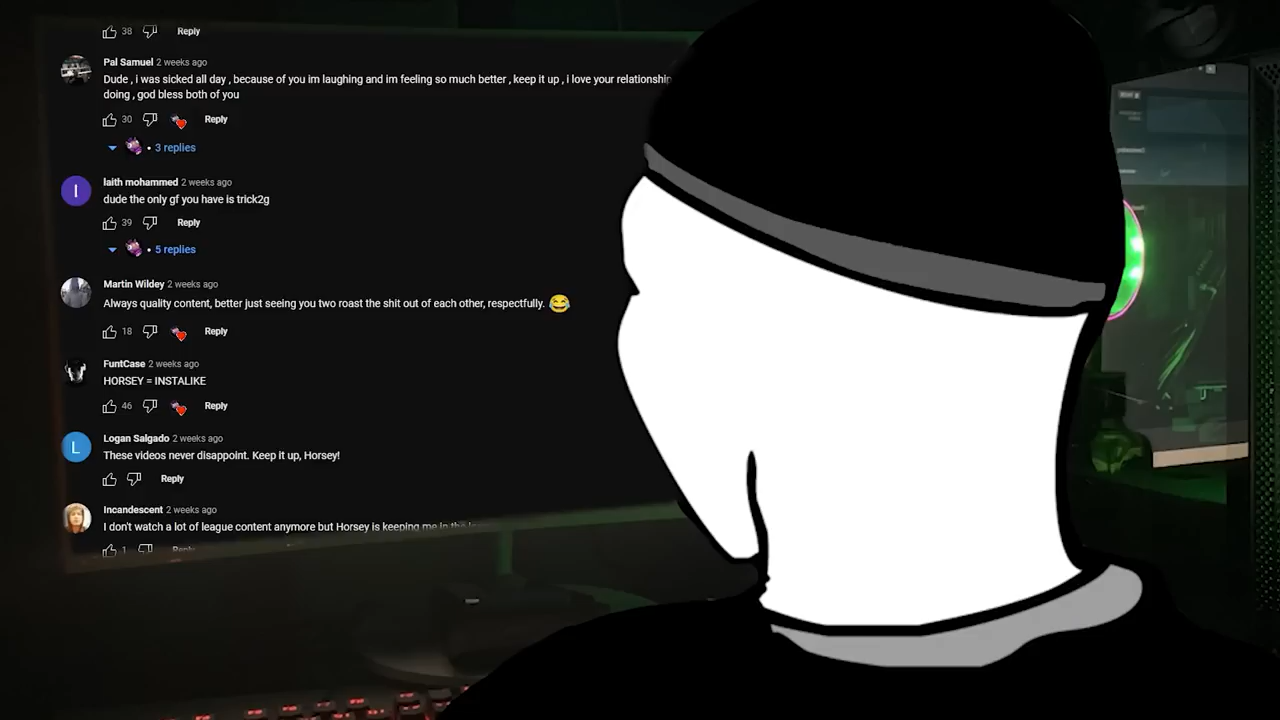 38 Reply
Pal Samuel 2 weeks ago
Dude , i was sicked all day , because of you im laughing and im feeling so much better , keep it up , i love your relationship
doing , god bless both of you
30 Reply
• 3 replies
I
laith mohammed 2 weeks ago
dude the only gf you have is trick2g
39 Reply
• 5 replies
Martin Wildey 2 weeks ago
Always quality content, better just seeing you two roast the shit out of each other, respectfully. 😂
18 Reply
FuntCase 2 weeks ago
HORSEY = INSTALIKE
46 Reply
L
Logan Salgado 2 weeks ago
These videos never disappoint. Keep it up, Horsey!
Reply
Incandescent 2 weeks ago
I don't watch a lot of league content anymore but Horsey is keeping me in the
1 Reply